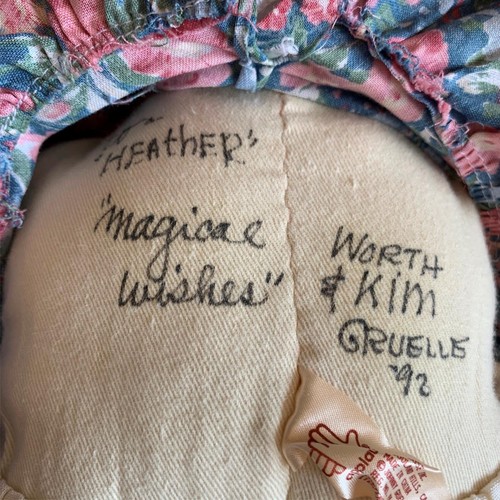 "HEATHER"
"Magical
wishes"
WORTH
& KIM
GRUELLE
'92